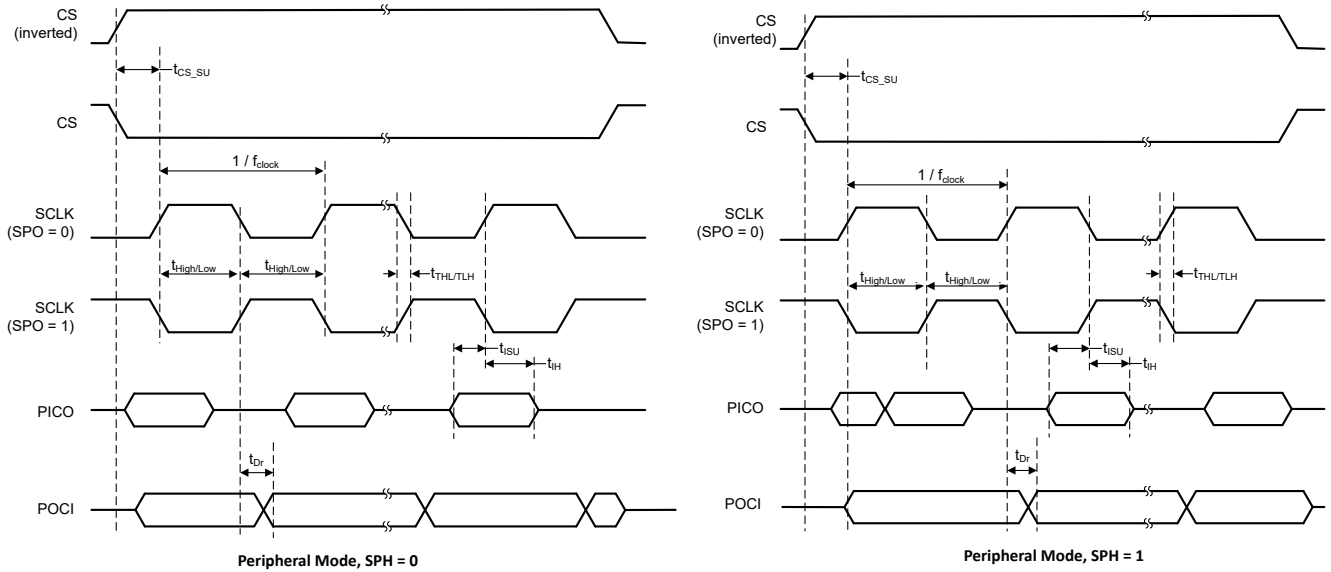 CS
(inverted)
tCS_SU
CS
1 / fclock
SCLK
(SPO = 0)
tHigh/Low
tHigh/Low
tTHL/TLH
SCLK
(SPO = 1)
tISU
tIH
PICO
tDr
POCI
Peripheral Mode, SPH = 0
CS
(inverted)
tCS_SU
CS
1 / fclock
SCLK
(SPO = 0)
tHigh/Low
tHigh/Low
tTHL/TLH
SCLK
(SPO = 1)
tISU
tIH
PICO
tDr
POCI
Peripheral Mode, SPH = 1